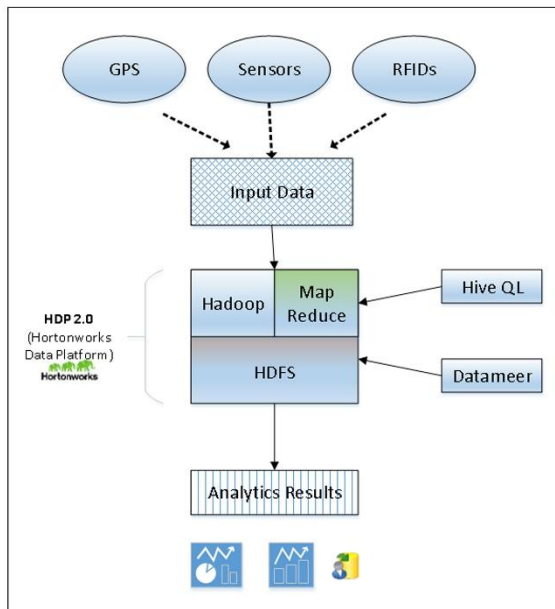 GPS
Sensors
RFIDs
Input Data
Hadoop
Map
Reduce
Hive QL
HDP 2.0
(Hortonworks
Data Platform)
Hortonworks
HDFS
Datameer
Analytics Results